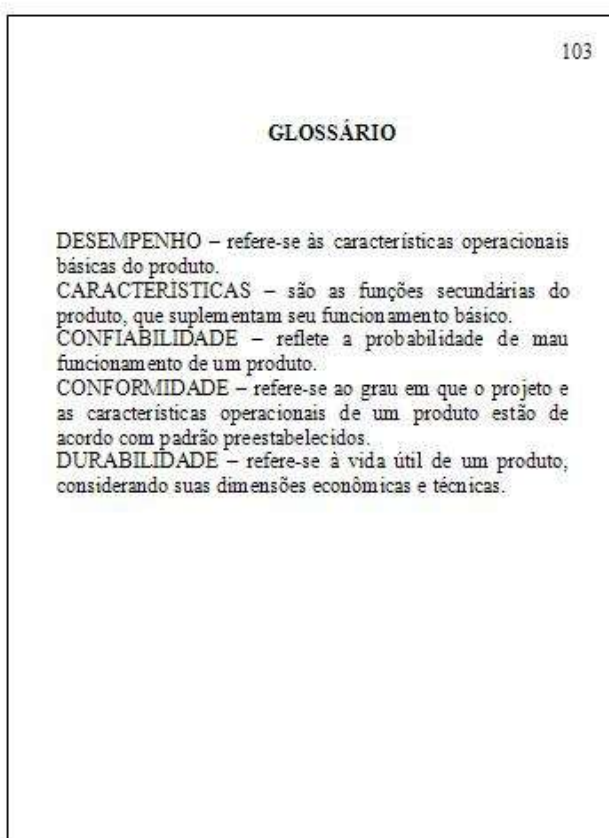 103
GLOSSÁRIO
DESEMPENHO – refere-se às características operacionais
básicas do produto.
CARACTERÍSTICAS – são as funções secundárias do
produto, que suplementam seu funcionamento básico.
CONFIABILIDADE – reflete a probabilidade de mau
funcionamento de um produto.
CONFORMIDADE – refere-se ao grau em que o projeto e
as características operacionais de um produto estão de
acordo com padrão preestabelecidos.
DURABILIDADE – refere-se à vida útil de um produto,
considerando suas dimensões econômicas e técnicas.